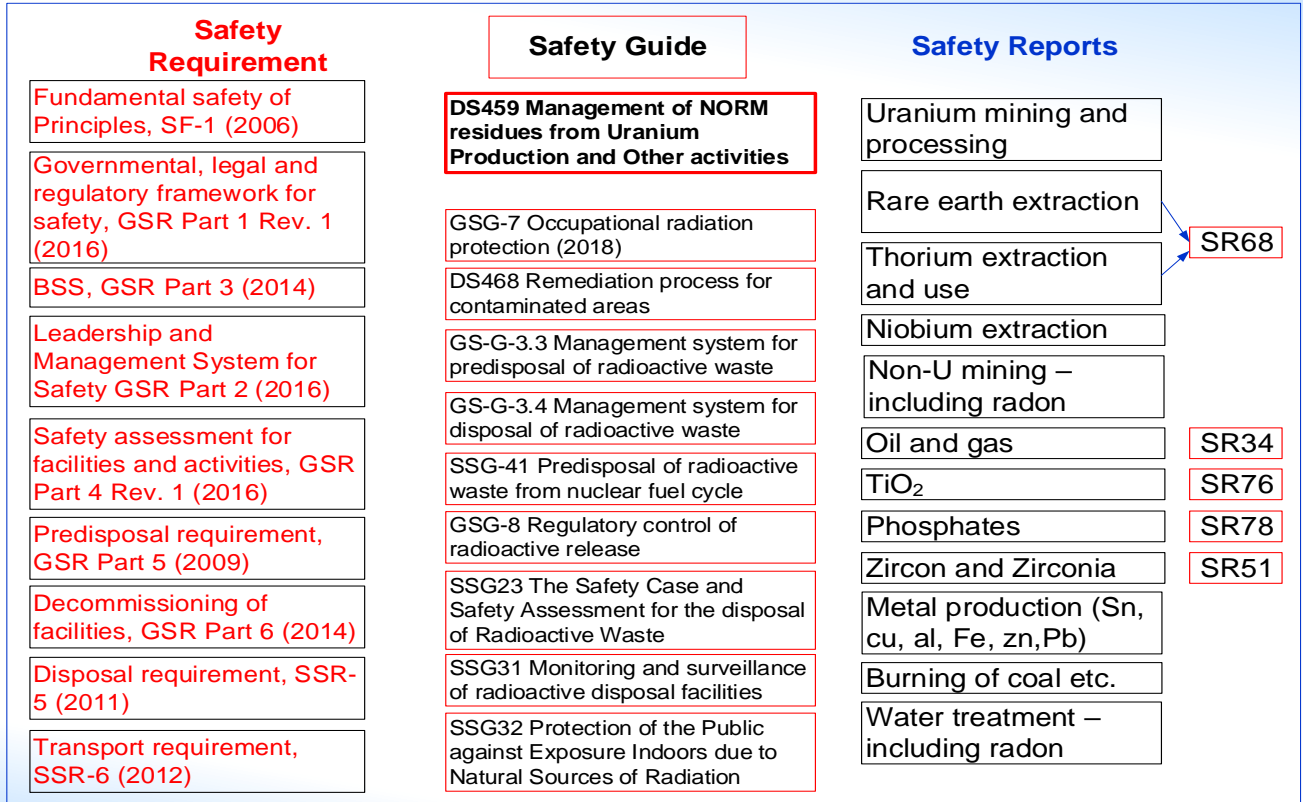 Safety
Requirement
Fundamental safety of
Principles, SF-1 (2006)
Governmental, legal and
regulatory framework for
safety, GSR Part 1 Rev. 1
(2016)
BSS, GSR Part 3 (2014)
Leadership and
Management System for
Safety GSR Part 2 (2016)
Safety assessment for
facilities and activities, GSR
Part 4 Rev. 1 (2016)
Predisposal requirement,
GSR Part 5 (2009)
Decommissioning of
facilities, GSR Part 6 (2014)
Disposal requirement, SSR-
5 (2011)
Transport requirement,
SSR-6 (2012)
Safety Guide
DS459 Management of NORM
residues from Uranium
Production and Other activities
GSG-7 Occupational radiation
protection (2018)
DS468 Remediation process for
contaminated areas
GS-G-3.3 Management system for
predisposal of radioactive waste
GS-G-3.4 Management system for
disposal of radioactive waste
SSG-41 Predisposal of radioactive
waste from nuclear fuel cycle
GSG-8 Regulatory control of
radioactive release
SSG23 The Safety Case and
Safety Assessment for the disposal
of Radioactive Waste
SSG31 Monitoring and surveillance
of radioactive disposal facilities
SSG32 Protection of the Public
against Exposure Indoors due to
Natural Sources of Radiation
Safety Reports
Uranium mining and
processing
Rare earth extraction
SR68
Thorium extraction
and use
Niobium extraction
Non-U mining –
including radon
Oil and gas
SR34
TiO₂
SR76
Phosphates
SR78
Zircon and Zirconia
SR51
Metal production (Sn,
cu, al, Fe, zn,Pb)
Burning of coal etc.
Water treatment –
including radon